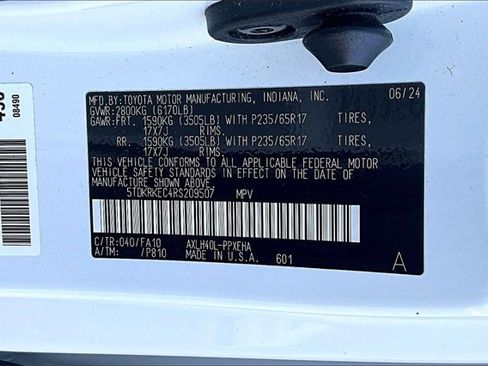 MFD.BY:TOYOTA MOTOR MANUFACTURING, INDIANA, INC. 06/24
GVWR:2800KG (6170LB)
GAWR:FRT. 1590KG (3505LB) WITH P235/65R17 TIRES,
17X7J RIMS.
RR. 1590KG (3505LB) WITH P235/65R17 TIRES,
17X7J RIMS.
THIS VEHICLE CONFORMS TO ALL APPLICABLE FEDERAL MOTOR
VEHICLE SAFETY STANDARDS IN EFFECT ON THE DATE OF
MANUFACTURE SHOWN ABOVE.
5TDKRKEC4RS209507 MPV
C/TR:040/FA10 AXLH40L-PPXEHA
A/TM: /P810 MADE IN U.S.A. 601
A
08490